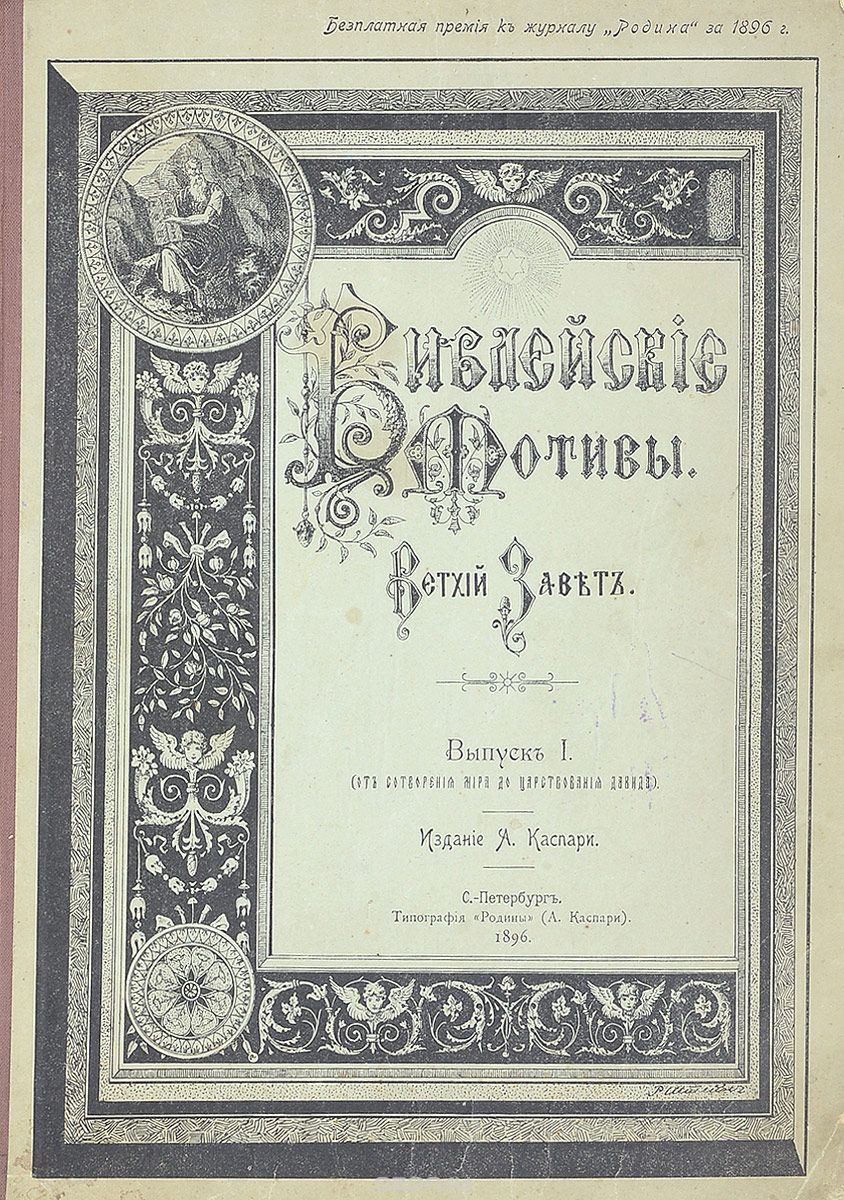 Безплатная премія къ журналу „Родина“ за 1896 г.
Библейскіе
Мотивы.
Ветхій Завѣтъ.
Выпускъ I.
(отъ сотворенія міра до царствованія давида).
Изданіе А. Каспари.
С.-Петербургъ.
Типографія «Родины» (А. Каспари).
1896.